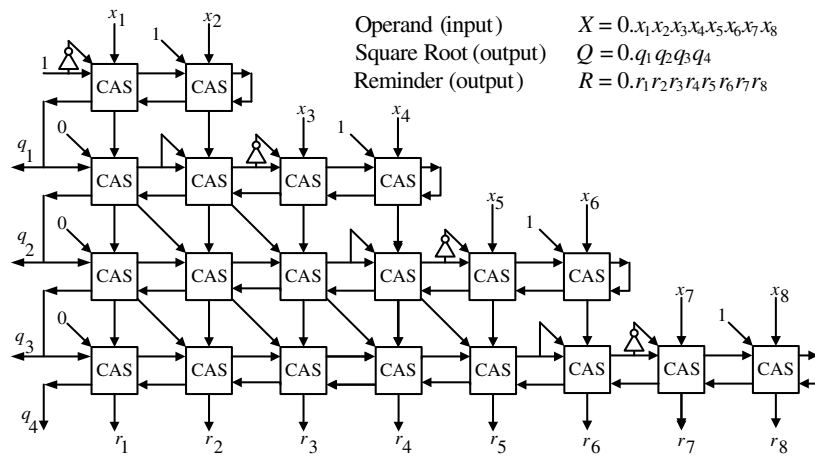 Operand (input) X = 0.x₁x₂x₃x₄x₅x₆x₇x₈
Square Root (output) Q = 0.q₁q₂q₃q₄
Reminder (output) R = 0.r₁r₂r₃r₄r₅r₆r₇r₈
x₁ x₂
1
1 CAS CAS
x₃ x₄
q₁ 0 1
CAS CAS CAS CAS
x₅ x₆
q₂ 0 1
CAS CAS CAS CAS CAS CAS
x₇ x₈
q₃ 0 1
CAS CAS CAS CAS CAS CAS CAS CAS
q₄ r₁ r₂ r₃ r₄ r₅ r₆ r₇ r₈